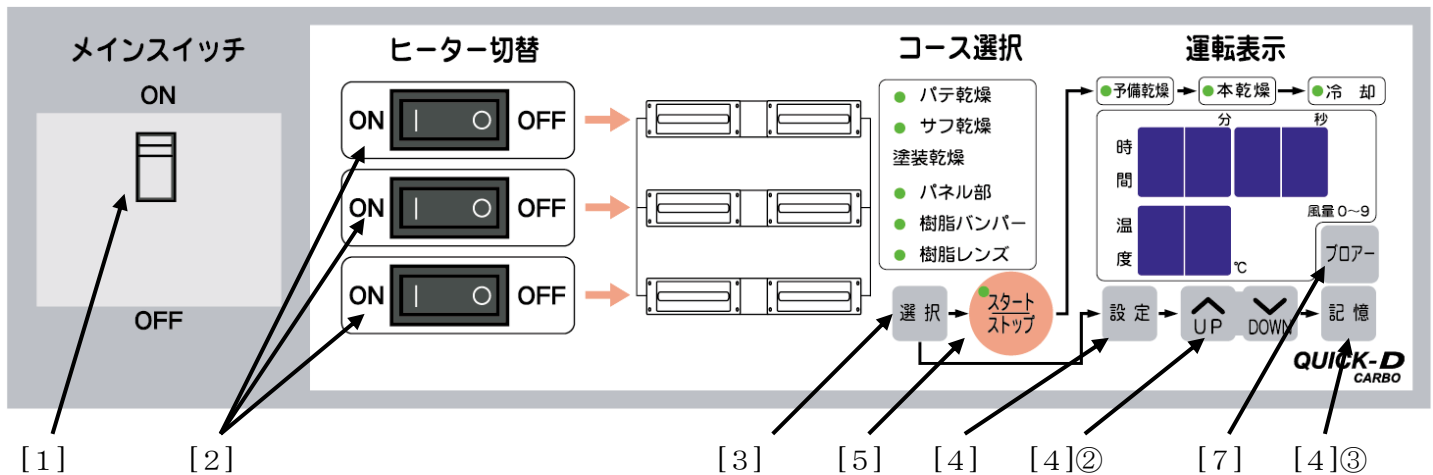 メインスイッチ
ON
OFF
ヒーター切替
ON | ○ OFF
ON | ○ OFF
ON | ○ OFF
コース選択
パテ乾燥
サフ乾燥
塗装乾燥
パネル部
樹脂バンパー
樹脂レンズ
選択
スタート
ストップ
運転表示
予備乾燥
本乾燥
冷却
分 秒
時間
風量0~9
温度
℃
ブロアー
設定
UP
DOWN
記憶
QUICK-D
CARBO
[1] [2] [3] [5] [4] [4]② [7] [4]③